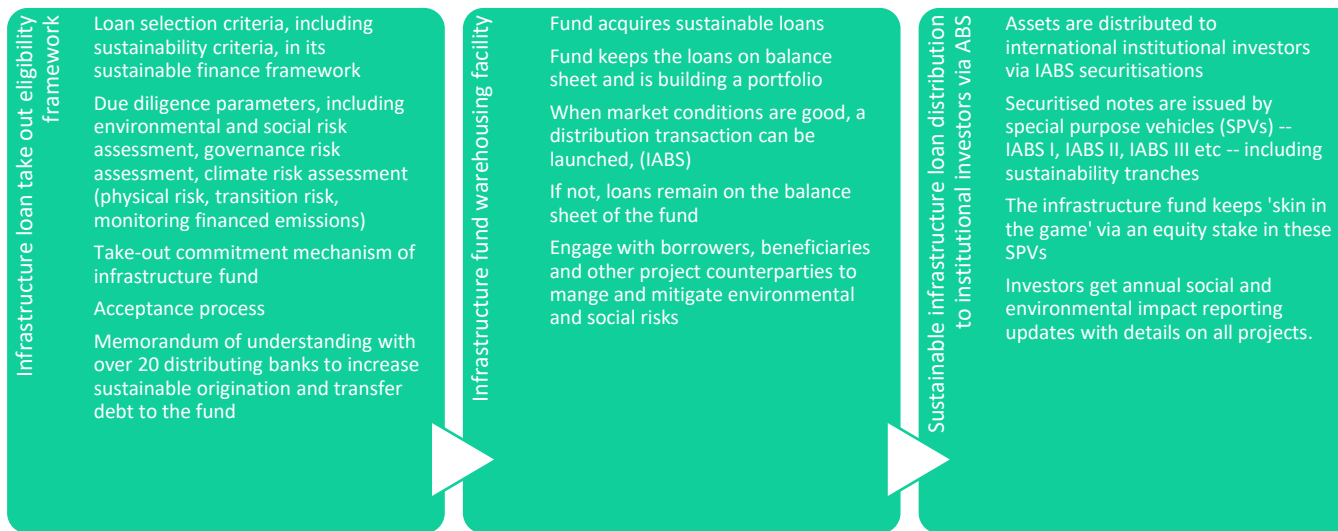 Infrastructure loan take out eligibility
framework
Loan selection criteria, including
sustainability criteria, in its
sustainable finance framework
Due diligence parameters, including
environmental and social risk
assessment, governance risk
assessment, climate risk assessment
(physical risk, transition risk,
monitoring financed emissions)
Take-out commitment mechanism of
infrastructure fund
Acceptance process
Memorandum of understanding with
over 20 distributing banks to increase
sustainable origination and transfer
debt to the fund
Infrastructure fund warehousing facility
Fund acquires sustainable loans
Fund keeps the loans on balance
sheet and is building a portfolio
When market conditions are good, a
distribution transaction can be
launched, (IABS)
If not, loans remain on the balance
sheet of the fund
Engage with borrowers, beneficiaries
and other project counterparties to
mange and mitigate environmental
and social risks
Sustainable infrastructure loan distribution
to institutional investors via ABS
Assets are distributed to
international institutional investors
via IABS securitisations
Securitised notes are issued by
special purpose vehicles (SPVs) --
IABS I, IABS II, IABS III etc -- including
sustainability tranches
The infrastructure fund keeps 'skin in
the game' via an equity stake in these
SPVs
Investors get annual social and
environmental impact reporting
updates with details on all projects.